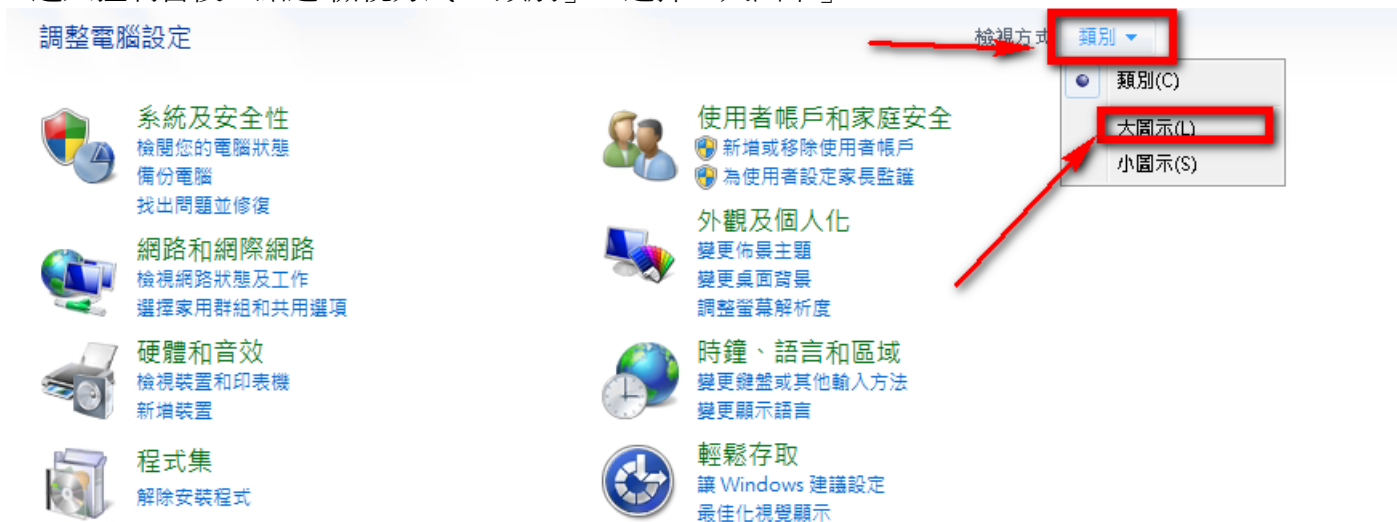 調整電腦設定
檢視方式 類別
類別(C)
大圖示(L)
小圖示(S)
系統及安全性
檢閱您的電腦狀態
備份電腦
找出問題並修復
網路和網際網路
檢視網路狀態及工作
選擇家用群組和共用選項
硬體和音效
檢視裝置和印表機
新增裝置
程式集
解除安裝程式
使用者帳戶和家庭安全
新增或移除使用者帳戶
為使用者設定家長監護
外觀及個人化
變更佈景主題
變更桌面背景
調整螢幕解析度
時鐘、語言和區域
變更鍵盤或其他輸入方法
變更顯示語言
輕鬆存取
讓 Windows 建議設定
最佳化視覺顯示